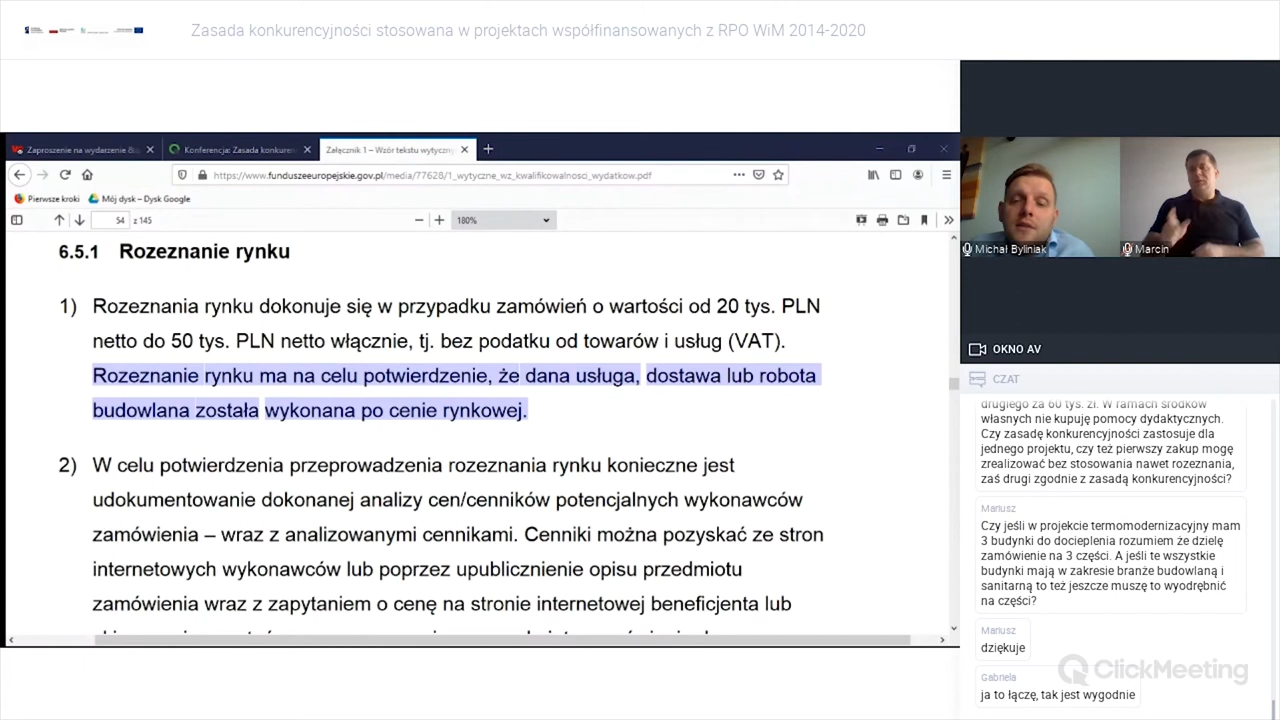 Zasada konkurencyjności stosowana w projektach współfinansowanych z RPO WiM 2014-2020
Zaproszenie na wydarzenie
Konferencja: Zasada konkuren
Załącznik 1 – Wzór tekstu wytyczn
https://www.funduszeeuropejskie.gov.pl/media/77628/1_wytyczne_wz_kwalifikowalnosci_wydatkow.pdf
Pierwsze kroki
Mój dysk – Dysk Google
54
z 145
180%
6.5.1 Rozeznanie rynku
1) Rozeznania rynku dokonuje się w przypadku zamówień o wartości od 20 tys. PLN
netto do 50 tys. PLN netto włącznie, tj. bez podatku od towarów i usług (VAT).
Rozeznanie rynku ma na celu potwierdzenie, że dana usługa, dostawa lub robota
budowlana została wykonana po cenie rynkowej.
2) W celu potwierdzenia przeprowadzenia rozeznania rynku konieczne jest
udokumentowanie dokonanej analizy cen/cenników potencjalnych wykonawców
zamówienia – wraz z analizowanymi cennikami. Cenniki można pozyskać ze stron
internetowych wykonawców lub poprzez upublicznienie opisu przedmiotu
zamówienia wraz z zapytaniem o cenę na stronie internetowej beneficjenta lub
Michał Byliniak
Marcin
OKNO AV
CZAT
drugiego za 60 tys. zł. W ramach środków
własnych nie kupuję pomocy dydaktycznych.
Czy zasadę konkurencyjności zastosuje dla
jednego projektu, czy też pierwszy zakup mogę
zrealizować bez stosowania nawet rozeznania,
zaś drugi zgodnie z zasadą konkurencyjności?
Mariusz
Czy jeśli w projekcie termomodernizacyjny mam
3 budynki do docieplenia rozumiem że dzielę
zamówienie na 3 części. A jeśli te wszystkie
budynki mają w zakresie branże budowlaną i
sanitarną to też jeszcze muszę to wyodrębnić
na części?
Mariusz
dziękuje
Gabriela
ja to łączę, tak jest wygodnie
ClickMeeting